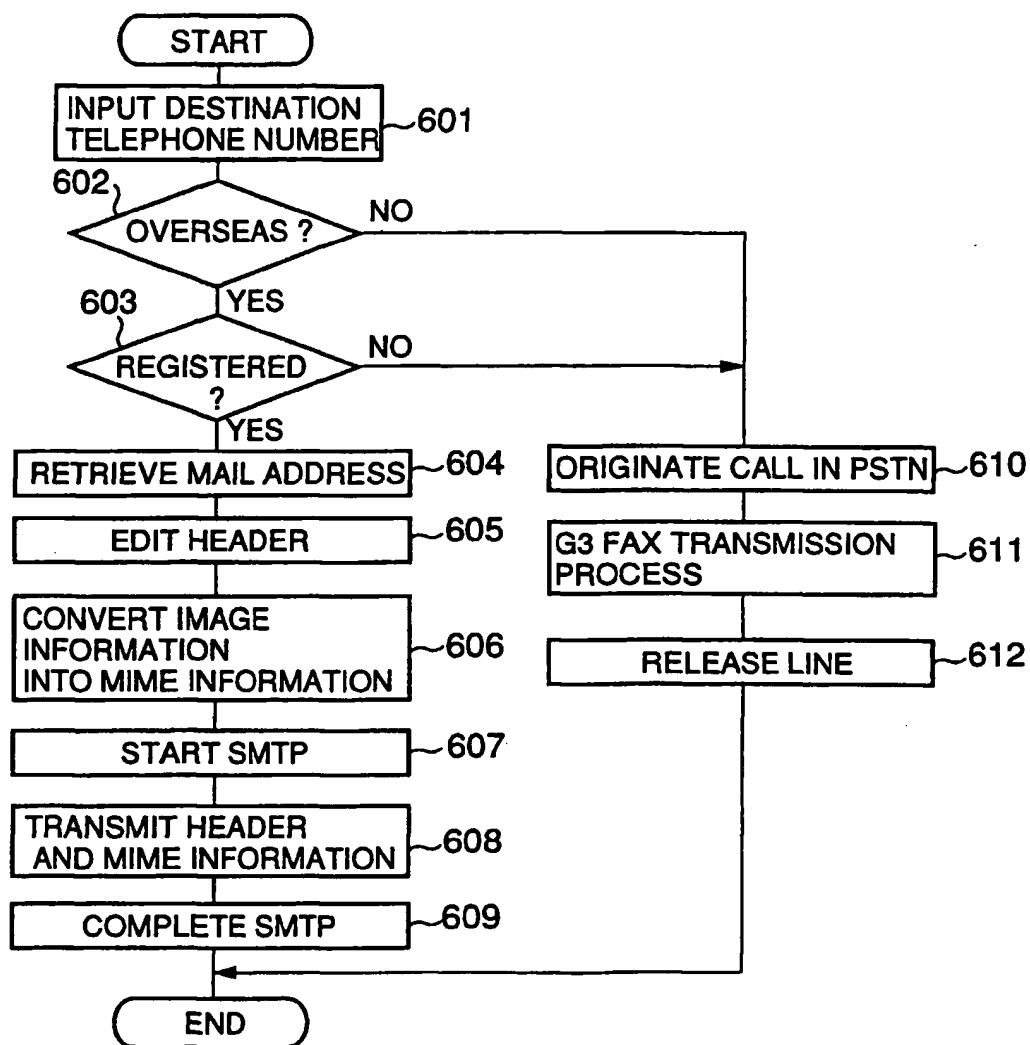 START
INPUT DESTINATION
TELEPHONE NUMBER
601
602
OVERSEAS ?
NO
YES
603
REGISTERED
?
NO
YES
RETRIEVE MAIL ADDRESS
604
EDIT HEADER
605
CONVERT IMAGE
INFORMATION
INTO MIME INFORMATION
606
START SMTP
607
TRANSMIT HEADER
AND MIME INFORMATION
608
COMPLETE SMTP
609
ORIGINATE CALL IN PSTN
610
G3 FAX TRANSMISSION
PROCESS
611
RELEASE LINE
612
END